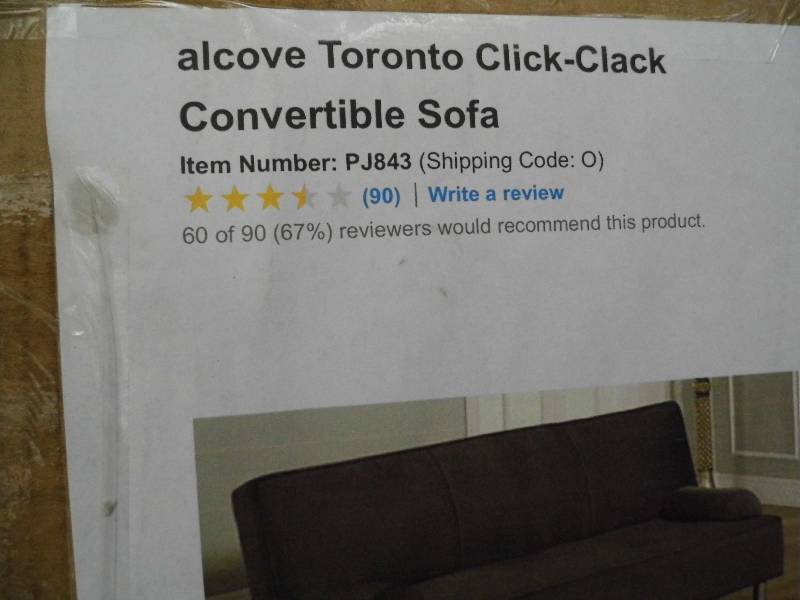 alcove Toronto Click-Clack
Convertible Sofa
Item Number: PJ843 (Shipping Code: O)
(90) | Write a review
60 of 90 (67%) reviewers would recommend this product.